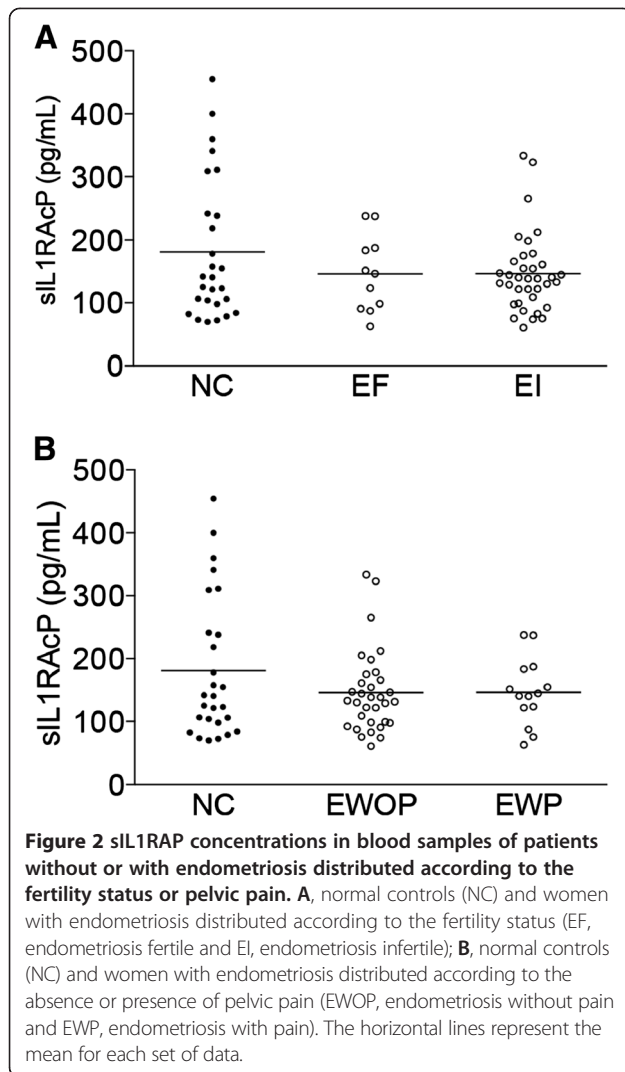 A
500
400
300
200
100
0
sIL1RAcP (pg/mL)
NC EF EI
B
500
400
300
200
100
0
sIL1RAcP (pg/mL)
NC EWOP EWP
Figure 2 sIL1RAP concentrations in blood samples of patients
without or with endometriosis distributed according to the
fertility status or pelvic pain. A, normal controls (NC) and women
with endometriosis distributed according to the fertility status (EF,
endometriosis fertile and EI, endometriosis infertile); B, normal controls
(NC) and women with endometriosis distributed according to the
absence or presence of pelvic pain (EWOP, endometriosis without pain
and EWP, endometriosis with pain). The horizontal lines represent the
mean for each set of data.